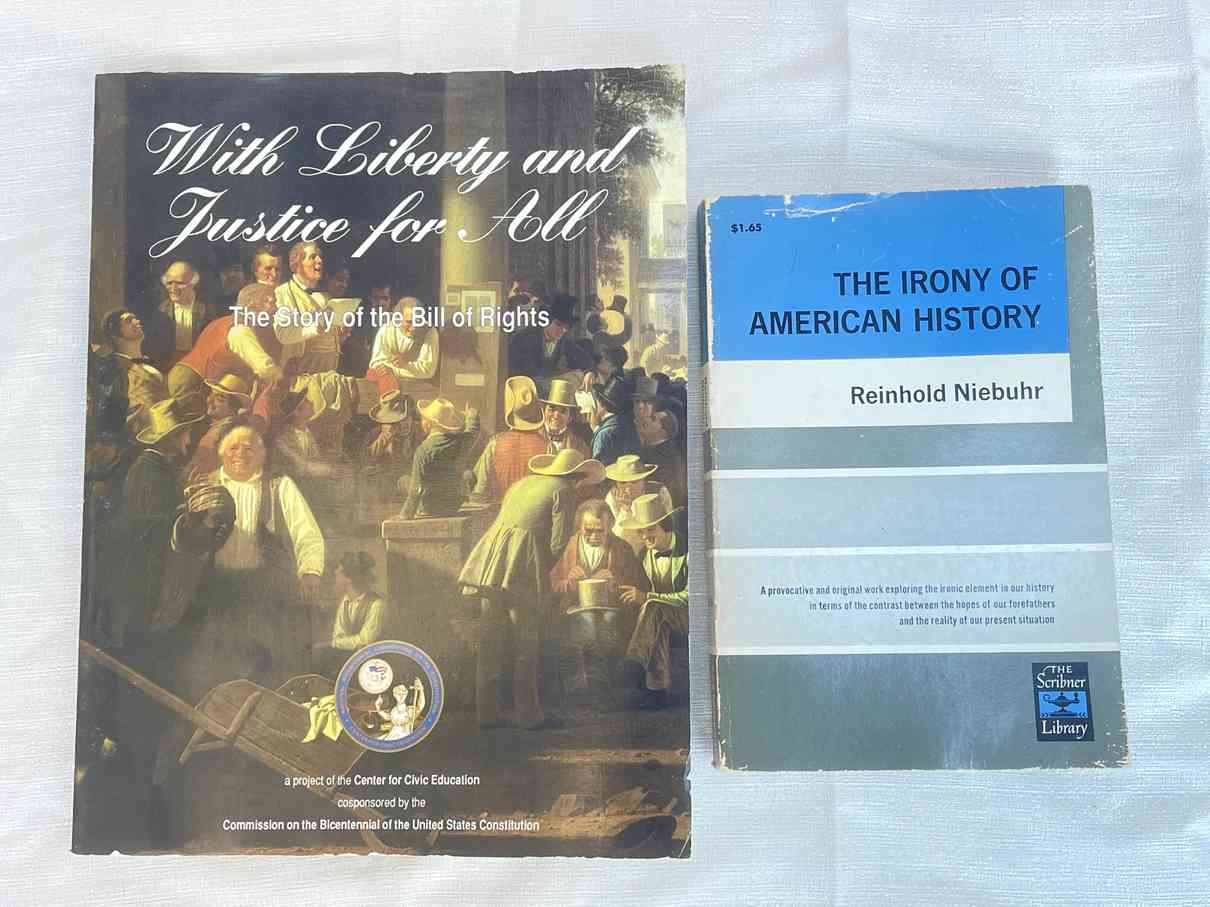 With Liberty and
Justice for All
The Story of the Bill of Rights
a project of the Center for Civic Education
cosponsored by the
Commission on the Bicentennial of the United States Constitution
$1.65
THE IRONY OF
AMERICAN HISTORY
Reinhold Niebuhr
A provocative and original work exploring the ironic element in our history
in terms of the contrast between the hopes of our forefathers
and the reality of our present situation
THE
Scribner
Library